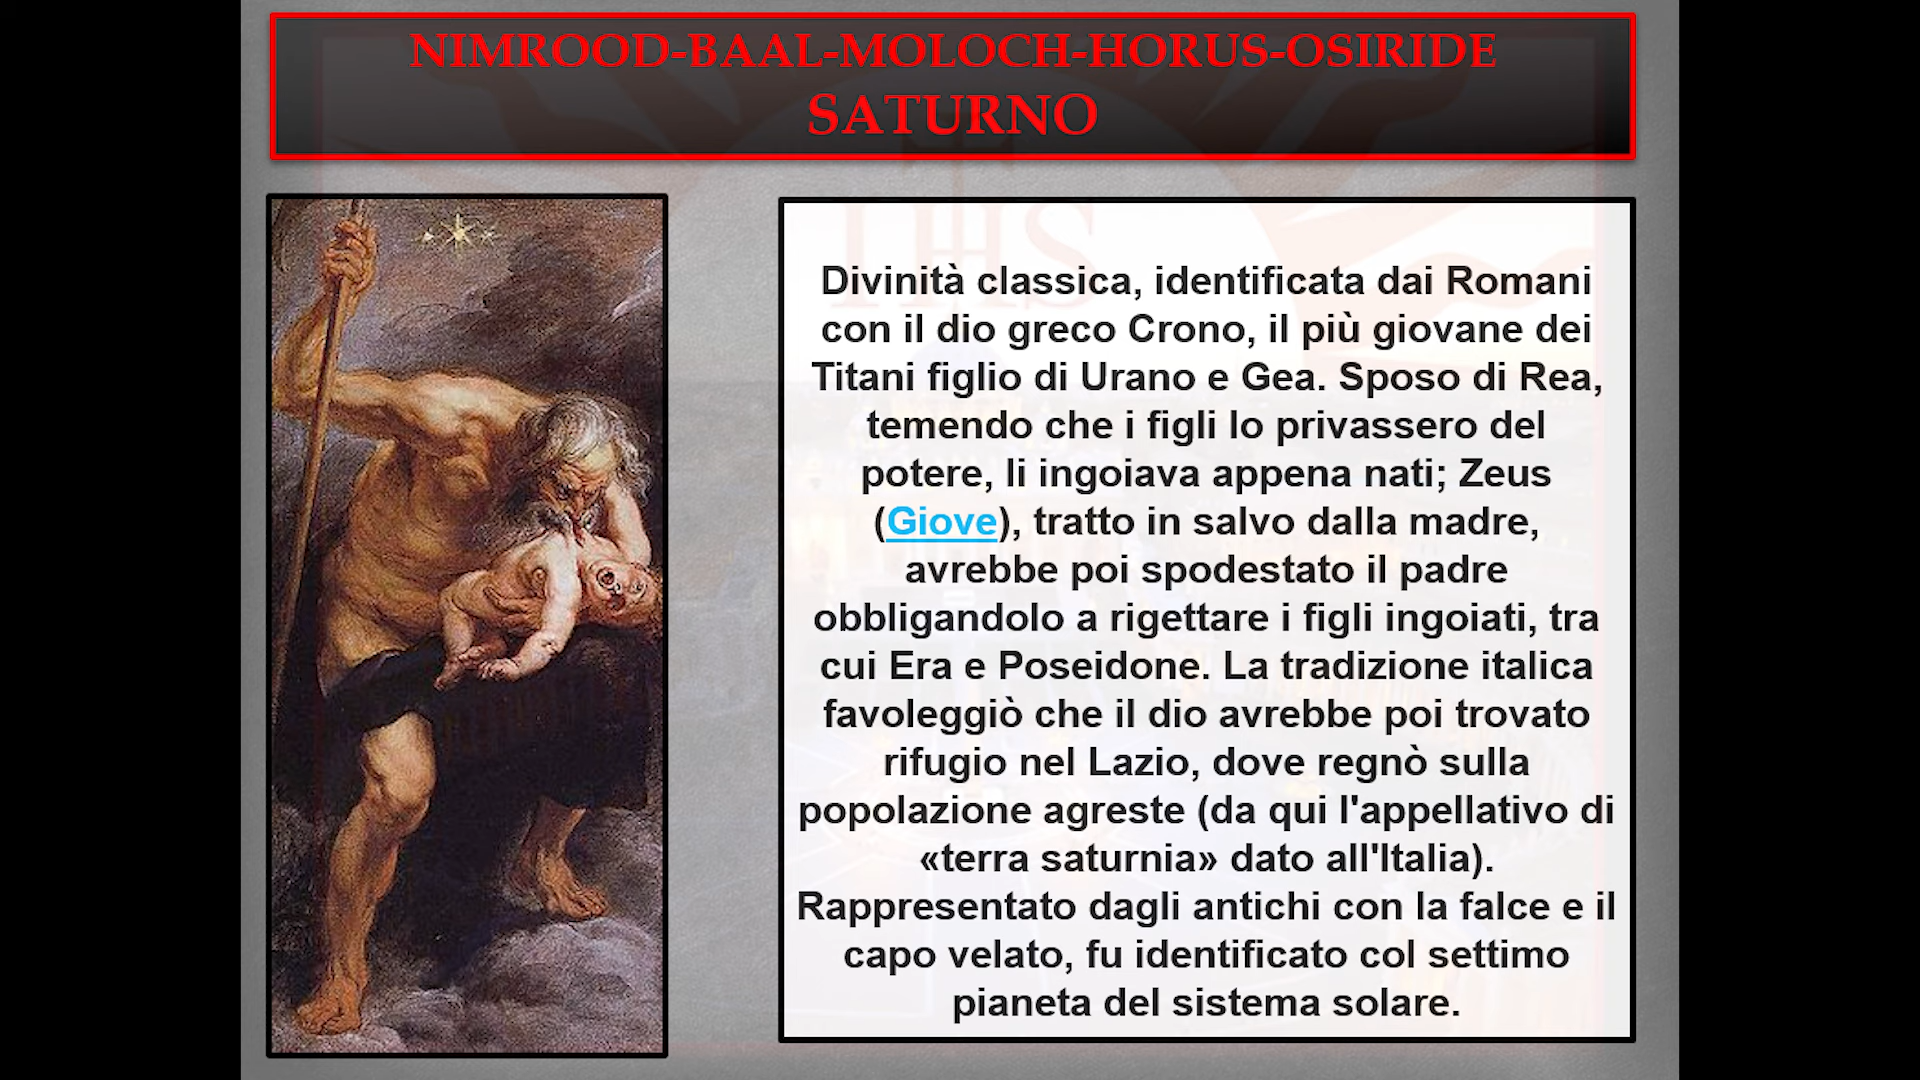 NIMROOD-BAAL-MOLOCH-HORUS-OSIRIDE
SATURNO
IHS
Divinità classica, identificata dai Romani
con il dio greco Crono, il più giovane dei
Titani figlio di Urano e Gea. Sposo di Rea,
temendo che i figli lo privassero del
potere, li ingoiava appena nati; Zeus
(Giove), tratto in salvo dalla madre,
avrebbe poi spodestato il padre
obbligandolo a rigettare i figli ingoiati, tra
cui Era e Poseidone. La tradizione italica
favoleggiò che il dio avrebbe poi trovato
rifugio nel Lazio, dove regnò sulla
popolazione agreste (da qui l'appellativo di
«terra saturnia» dato all'Italia).
Rappresentato dagli antichi con la falce e il
capo velato, fu identificato col settimo
pianeta del sistema solare.